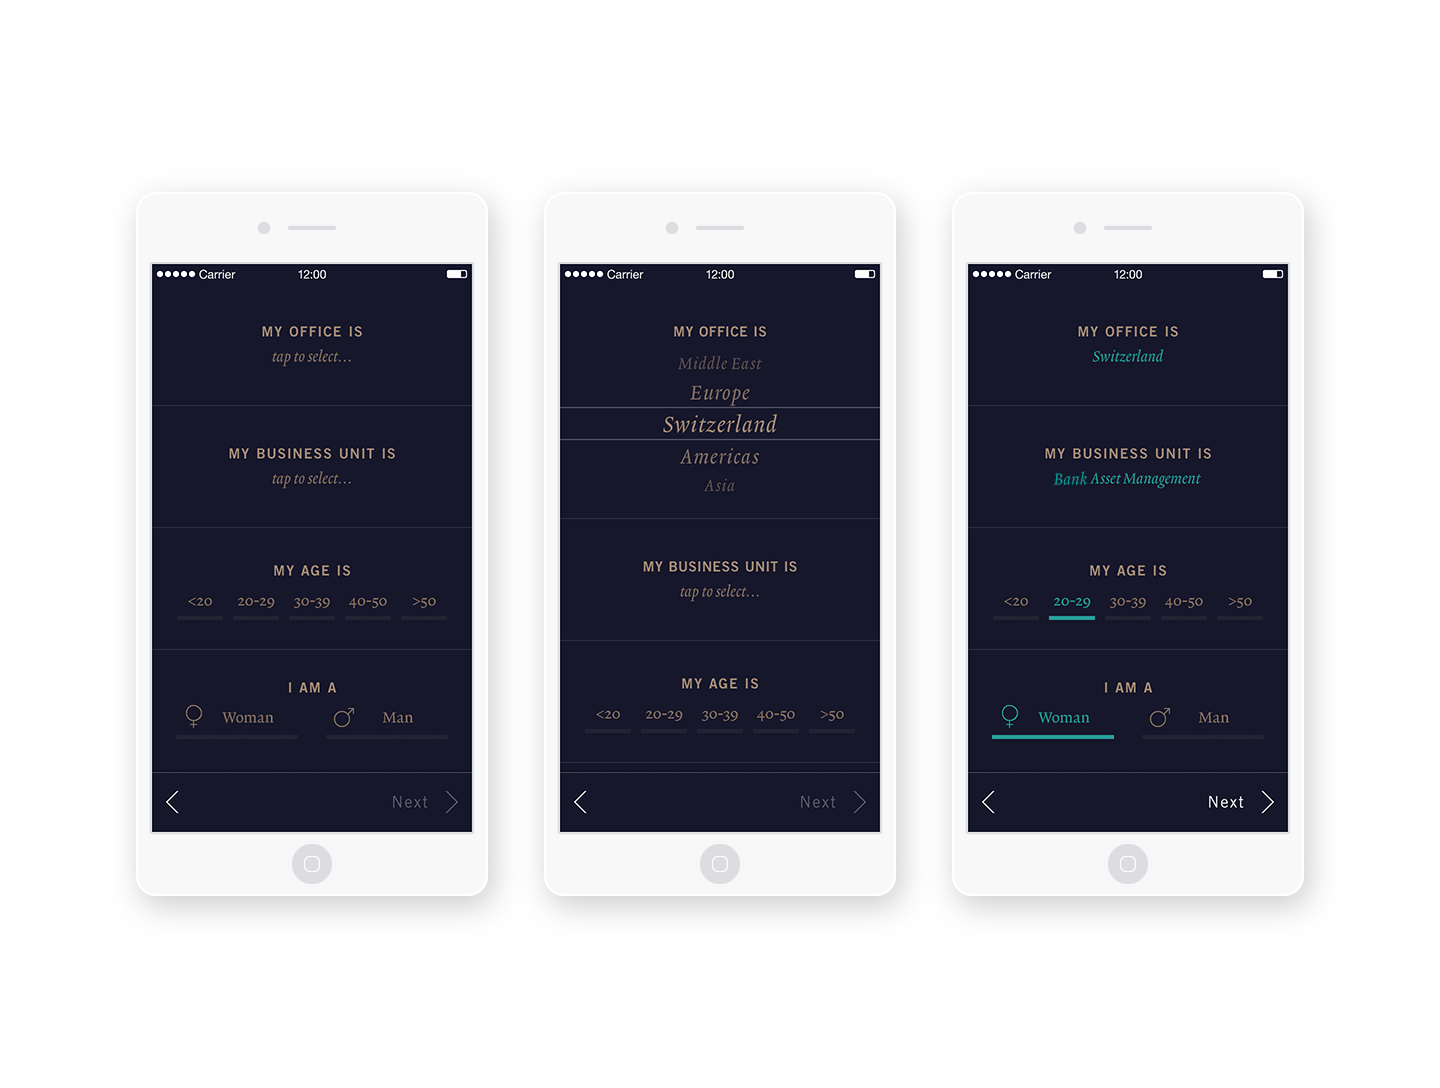 Carrier 12:00
MY OFFICE IS
tap to select...
MY BUSINESS UNIT IS
tap to select...
MY AGE IS
<20 20-29 30-39 40-50 >50
I AM A
Woman Man
Next
Carrier 12:00
MY OFFICE IS
Middle East
Europe
Switzerland
Americas
Asia
MY BUSINESS UNIT IS
tap to select...
MY AGE IS
<20 20-29 30-39 40-50 >50
Next
Carrier 12:00
MY OFFICE IS
Switzerland
MY BUSINESS UNIT IS
Bank Asset Management
MY AGE IS
<20 20-29 30-39 40-50 >50
I AM A
Woman Man
Next